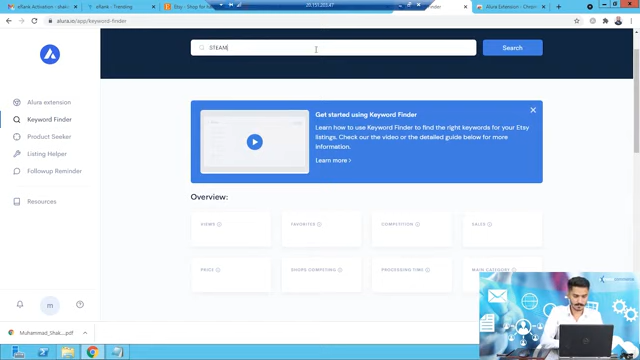 eRank Activation - shak
eRank - Trending
Etsy - Shop for
20.151.203.47
Alura Extension - Chrom
alura.io/app/keyword-finder
STEAM
Search
Alura extension
Keyword Finder
Product Seeker
Listing Helper
Followup Reminder
Resources
Get started using Keyword Finder
Learn how to use Keyword Finder to find the right keywords for your Etsy
listings. Check our the video or the detailed guide below for more
information.
Learn more >
Overview:
VIEWS
FAVORITES
COMPETITION
SALES
PRICE
SHOPS COMPETING
PROCESSING TIME
MAIN CATEGORY
m
Muhammad_Shak....pdf